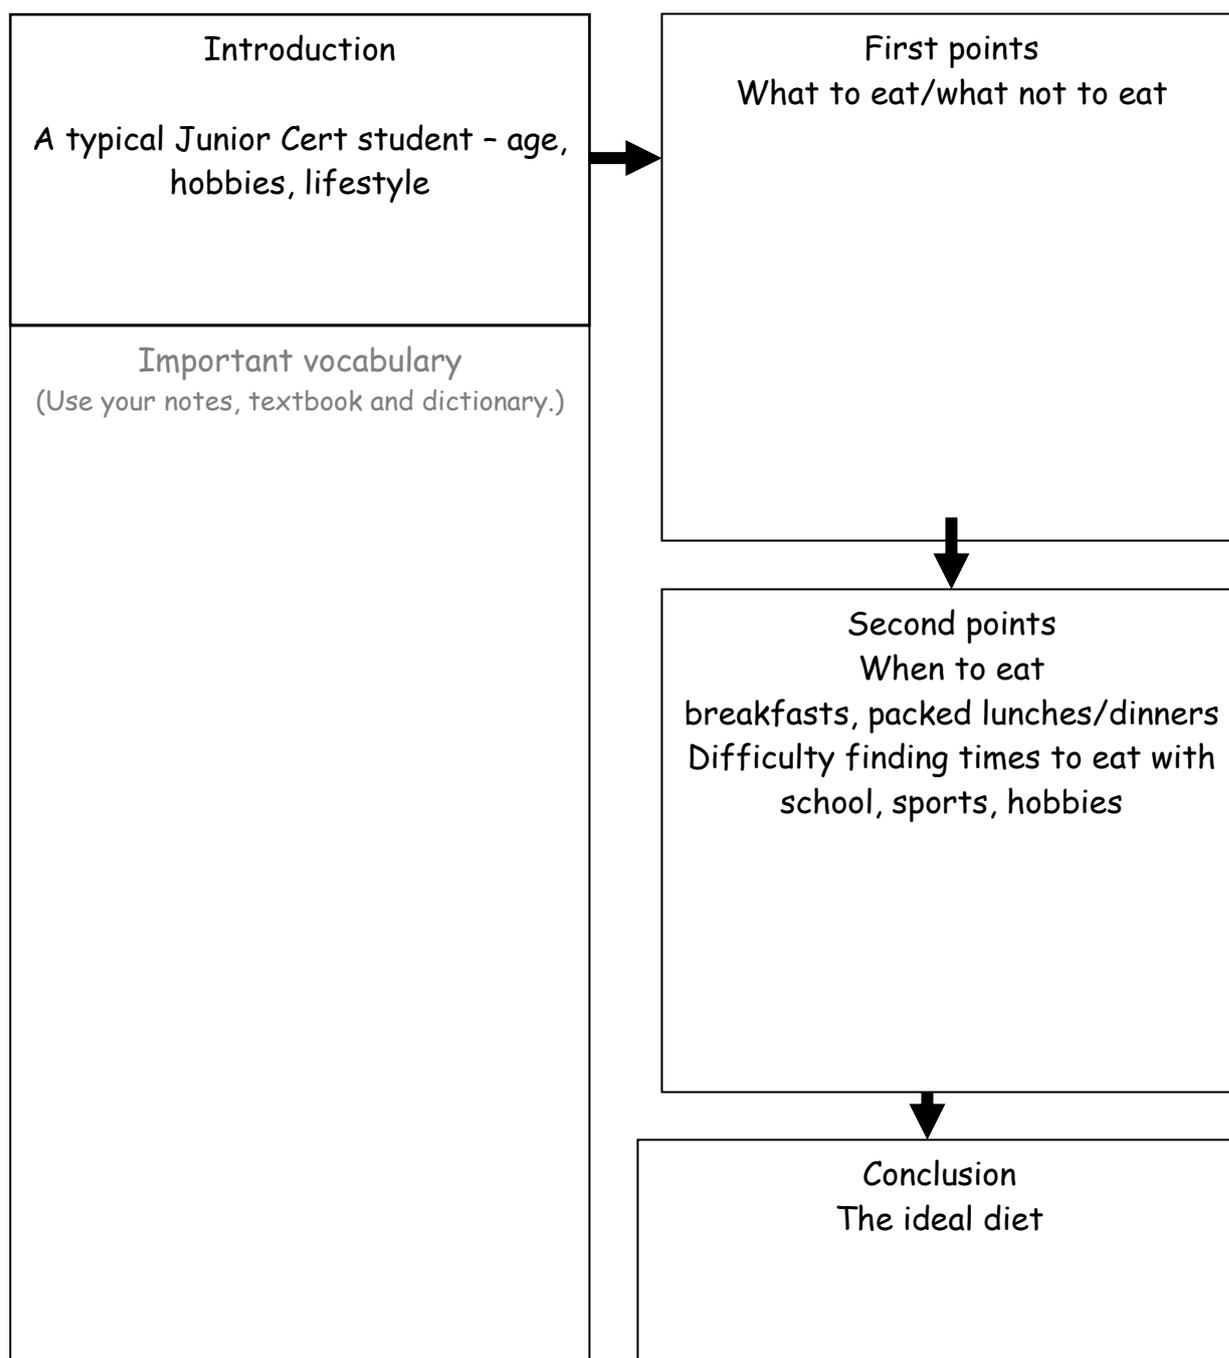 Introduction
A typical Junior Cert student – age,
hobbies, lifestyle
Important vocabulary
(Use your notes, textbook and dictionary.)
First points
What to eat/what not to eat
Second points
When to eat
breakfasts, packed lunches/dinners
Difficulty finding times to eat with
school, sports, hobbies
Conclusion
The ideal diet